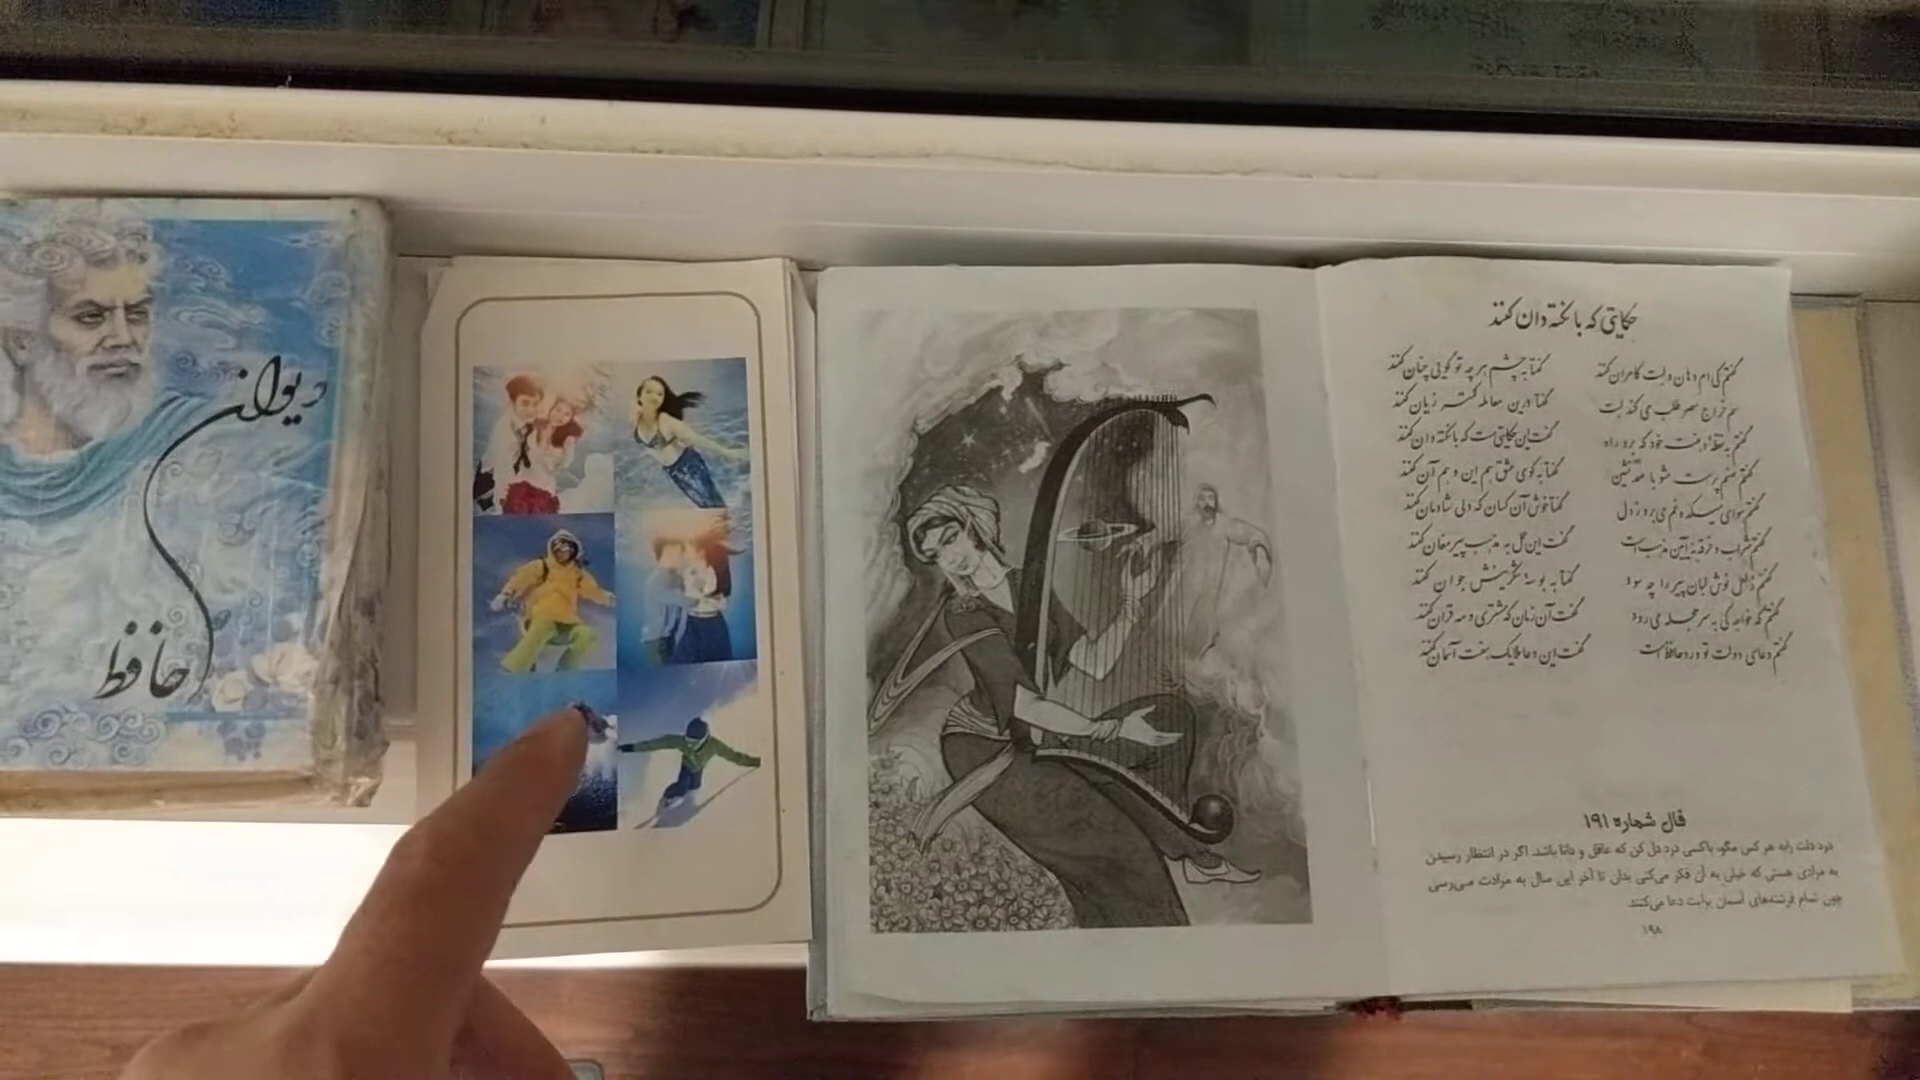 دیوان
حافظ
حکایتی که با نکته دان کنند
گفتم کی ام دهان و لبت کامران کنند گفتا به چشم هر چه تو گویی چنان کنند
گفتم خراج مصر طلب می کند لبت گفتا درین معامله کمتر زیان کنند
گفتم به نقطه دهنت خود که برد راه گفت این حکایتی است که با نکته دان کنند
گفتم صنم پرست مشو با صمد نشین گفتا به کوی عشق هم این و هم آن کنند
گفتم هوای میکده غم می برد ز دل گفتا خوش آن کسان که دلی شادمان کنند
گفتم شراب و خرقه نه آیین مذهب است گفت این عمل به مذهب پیر مغان کنند
گفتم ز لعل نوش لبان پیر را چه سود گفتا به بوسه شکرینش جوان کنند
گفتم که خواجه کی به سر حجله می رود گفت آن زمان که مشتری و مه قران کنند
گفتم دعای دولت تو ورد حافظ است گفت این دعا ملایک هفت آسمان کنند
فال شماره ۱۹۱
درد دلت رابه هر کس مگو، باکسی درد دل کن که عاقل و دانا باشد. اگر در انتظار رسیدن
به مرادی هستی که خیلی به آن فکر می‌کنی بدان تا آخر این سال به مرادت می‌رسی
چون تمام فرشته‌های آسمان برایت دعا می‌کنند.
۱۹۸